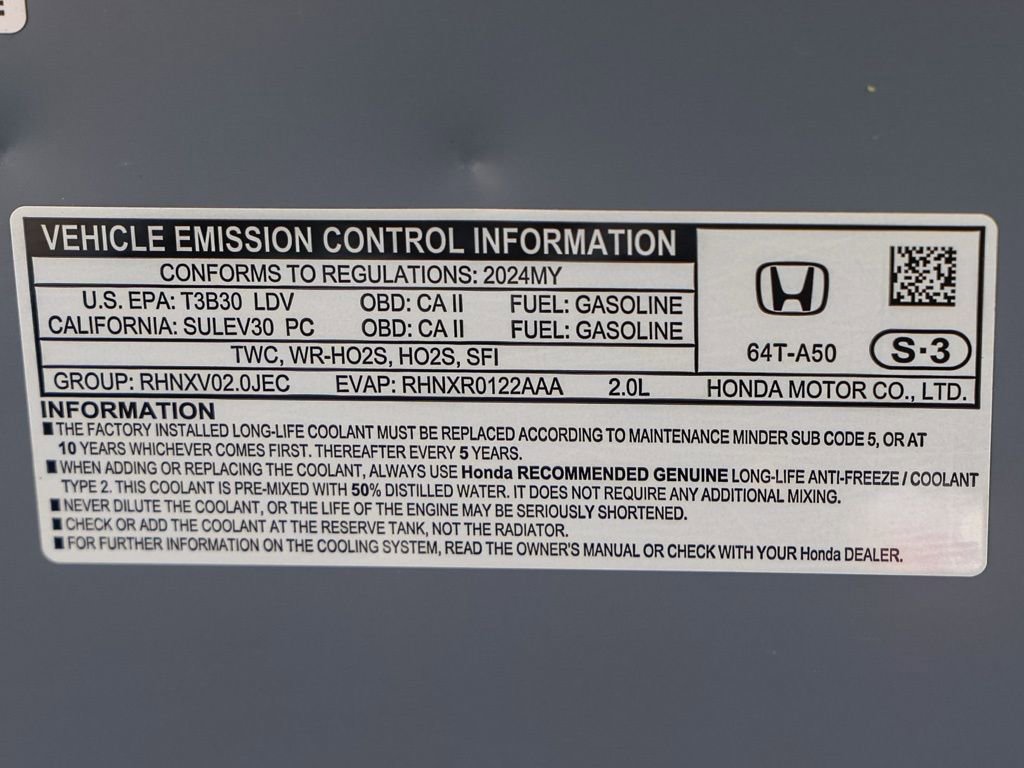 VEHICLE EMISSION CONTROL INFORMATION
CONFORMS TO REGULATIONS: 2024MY
U.S. EPA: T3B30 LDV OBD: CA II FUEL: GASOLINE
CALIFORNIA: SULEV30 PC OBD: CA II FUEL: GASOLINE
TWC, WR-HO2S, HO2S, SFI
64T-A50 S·3
GROUP: RHNXV02.0JEC EVAP: RHNXR0122AAA 2.0L HONDA MOTOR CO., LTD.
INFORMATION
■ THE FACTORY INSTALLED LONG-LIFE COOLANT MUST BE REPLACED ACCORDING TO MAINTENANCE MINDER SUB CODE 5, OR AT
10 YEARS WHICHEVER COMES FIRST. THEREAFTER EVERY 5 YEARS.
■ WHEN ADDING OR REPLACING THE COOLANT, ALWAYS USE Honda RECOMMENDED GENUINE LONG-LIFE ANTI-FREEZE / COOLANT
TYPE 2. THIS COOLANT IS PRE-MIXED WITH 50% DISTILLED WATER. IT DOES NOT REQUIRE ANY ADDITIONAL MIXING.
■ NEVER DILUTE THE COOLANT, OR THE LIFE OF THE ENGINE MAY BE SERIOUSLY SHORTENED.
■ CHECK OR ADD THE COOLANT AT THE RESERVE TANK, NOT THE RADIATOR.
■ FOR FURTHER INFORMATION ON THE COOLING SYSTEM, READ THE OWNER'S MANUAL OR CHECK WITH YOUR Honda DEALER.